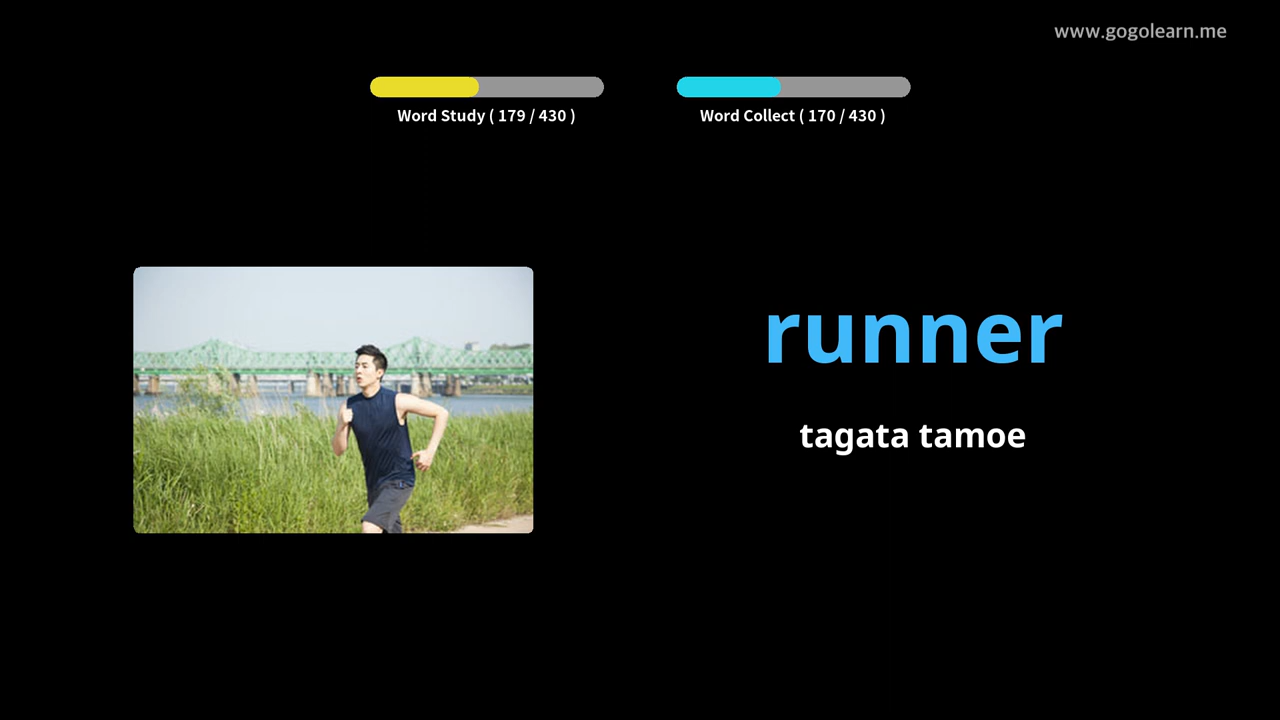 www.gogolearn.me
Word Study ( 179 / 430 )
Word Collect ( 170 / 430 )
runner
tagata tamoe